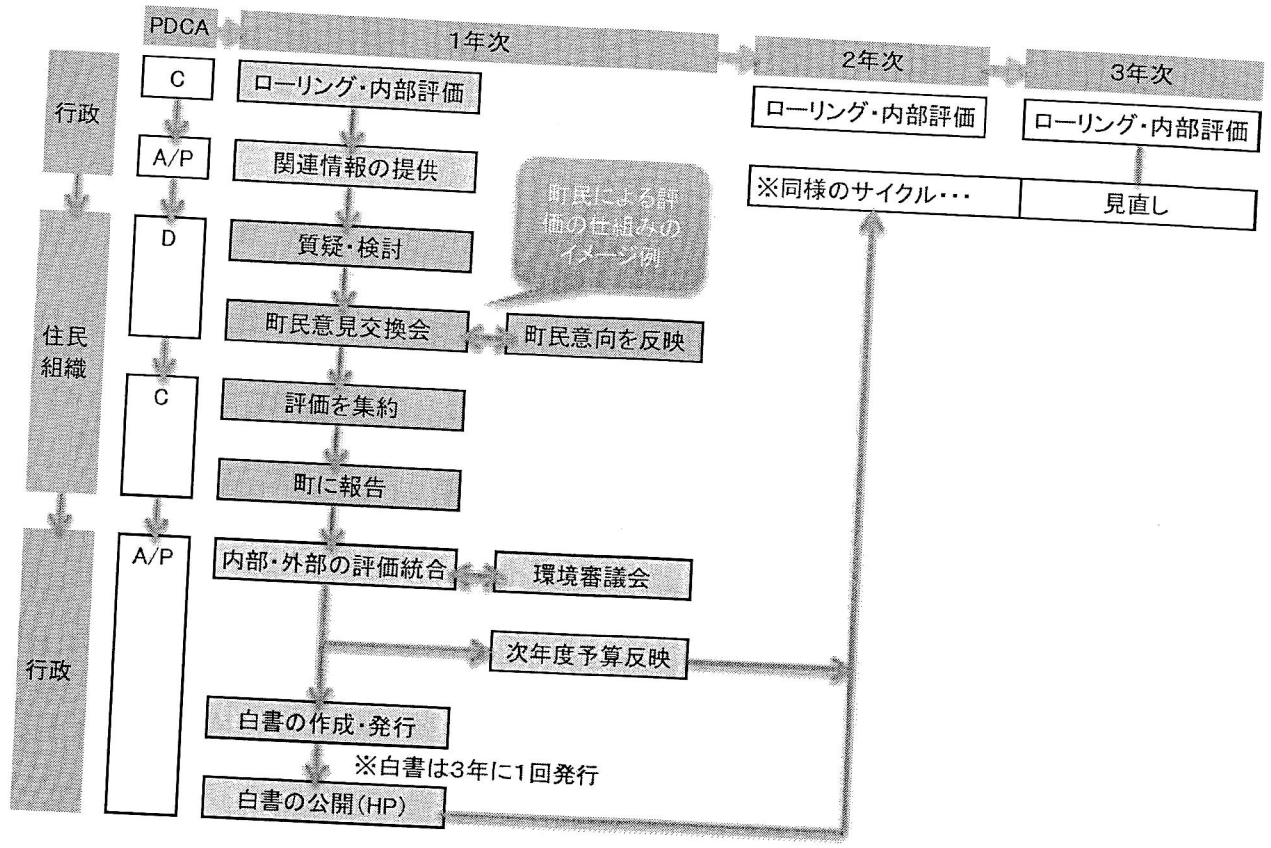 PDCA
1年次
2年次
3年次
行政
C
ローリング・内部評価
ローリング・内部評価
ローリング・内部評価
A/P
関連情報の提供
町民による評
価の仕組みの
イメージ例
※同様のサイクル・・・
見直し
住民
組織
D
質疑・検討
町民意見交換会
町民意向を反映
C
評価を集約
町に報告
行政
A/P
内部・外部の評価統合
環境審議会
次年度予算反映
白書の作成・発行
※白書は3年に1回発行
白書の公開(HP)